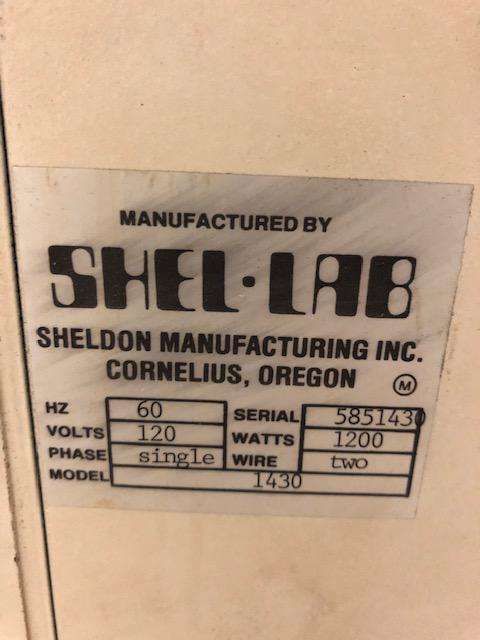 MANUFACTURED BY
SHEL·LAB
SHELDON MANUFACTURING INC.
CORNELIUS, OREGON Ⓜ
HZ 60 SERIAL 5851430
VOLTS 120 WATTS 1200
PHASE single WIRE two
MODEL 1430